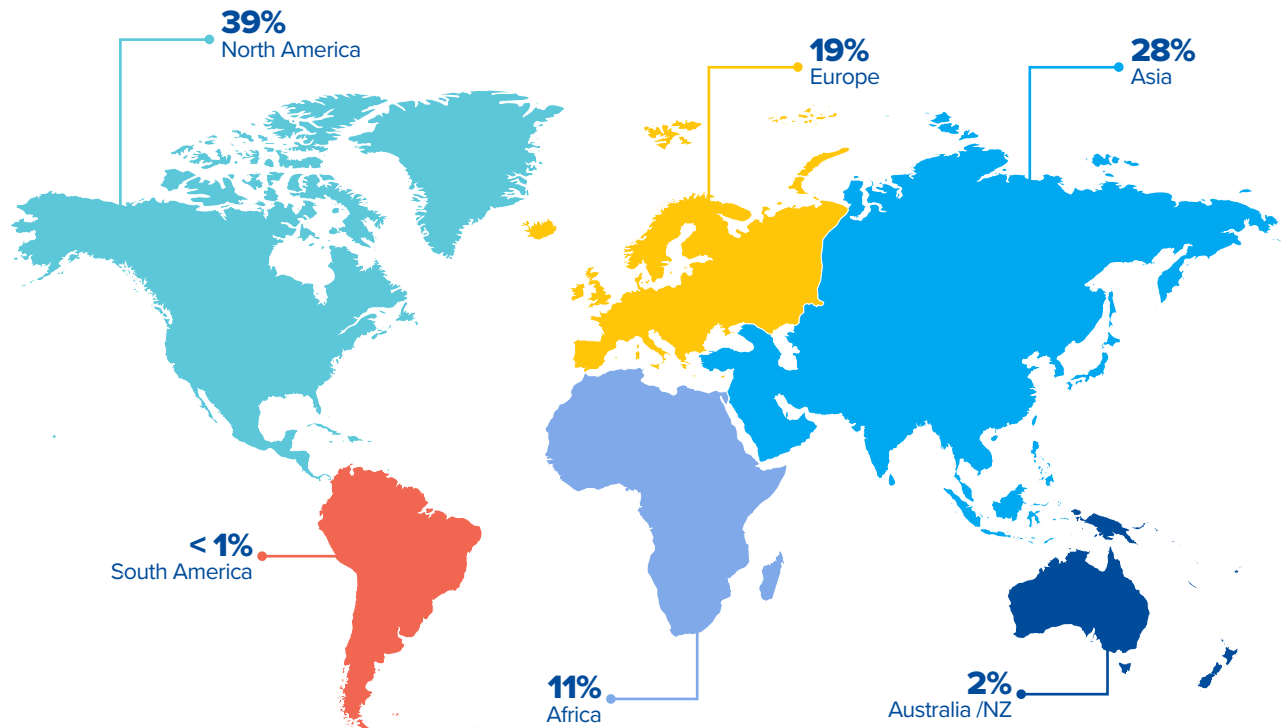 39%
North America
19%
Europe
28%
Asia
< 1%
South America
11%
Africa
2%
Australia /NZ